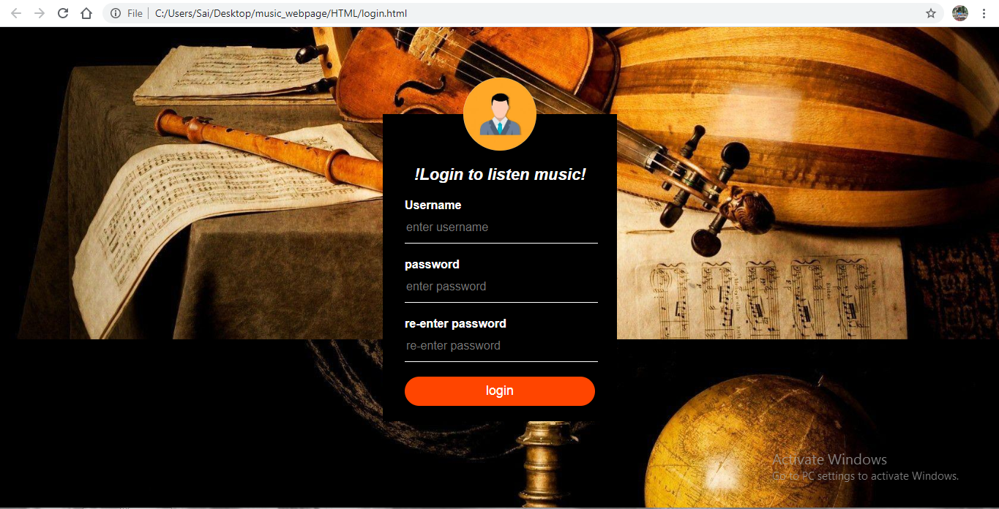 File
C:/Users/Sai/Desktop/music_webpage/HTML/login.html
!Login to listen music!
Username
enter username
password
enter password
re-enter password
re-enter password
login
Activate Windows
Go to PC settings to activate Windows.